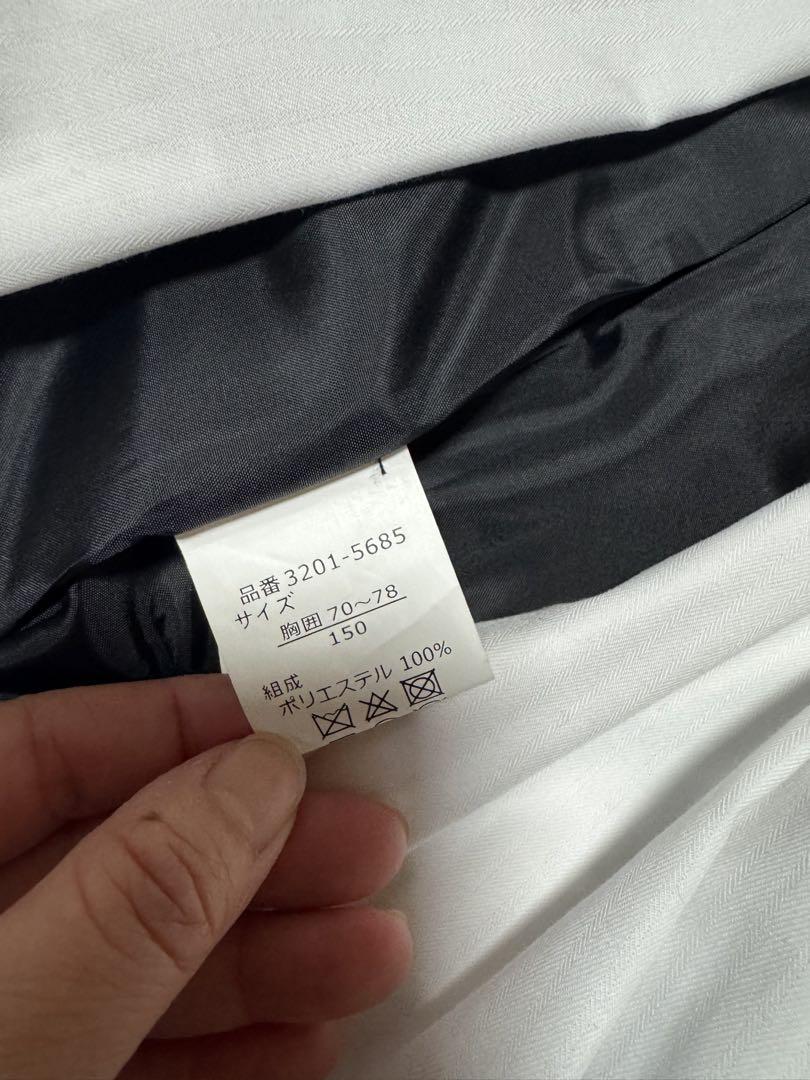 品番 3201-5685
サイズ
胸囲 70～78
150
組成
ポリエステル 100%